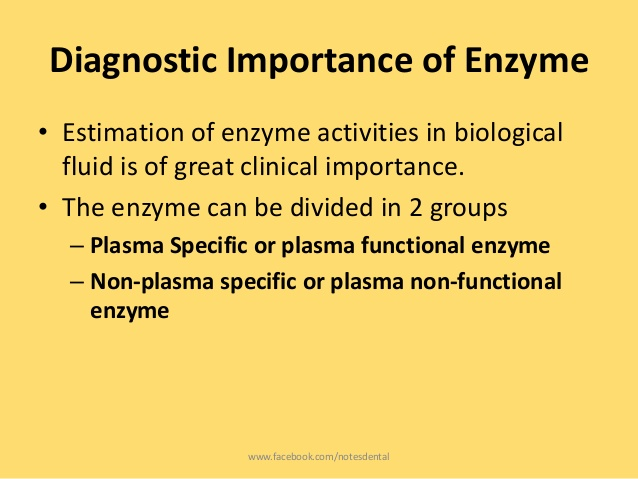 Diagnostic Importance of Enzyme
• Estimation of enzyme activities in biological
fluid is of great clinical importance.
• The enzyme can be divided in 2 groups
– Plasma Specific or plasma functional enzyme
– Non-plasma specific or plasma non-functional
enzyme
www.facebook.com/notesdental